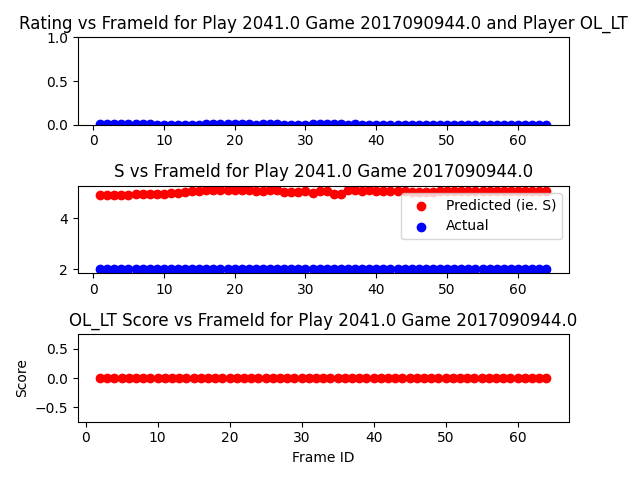 Rating vs FrameId for Play 2041.0 Game 2017090944.0 and Player OL_LT
1.0
0.5
0.0
0 10 20 30 40 50 60
S vs FrameId for Play 2041.0 Game 2017090944.0
4
2
Predicted (ie. S)
Actual
0 10 20 30 40 50 60
OL_LT Score vs FrameId for Play 2041.0 Game 2017090944.0
Score
0.5
0.0
−0.5
0 10 20 30 40 50 60
Frame ID